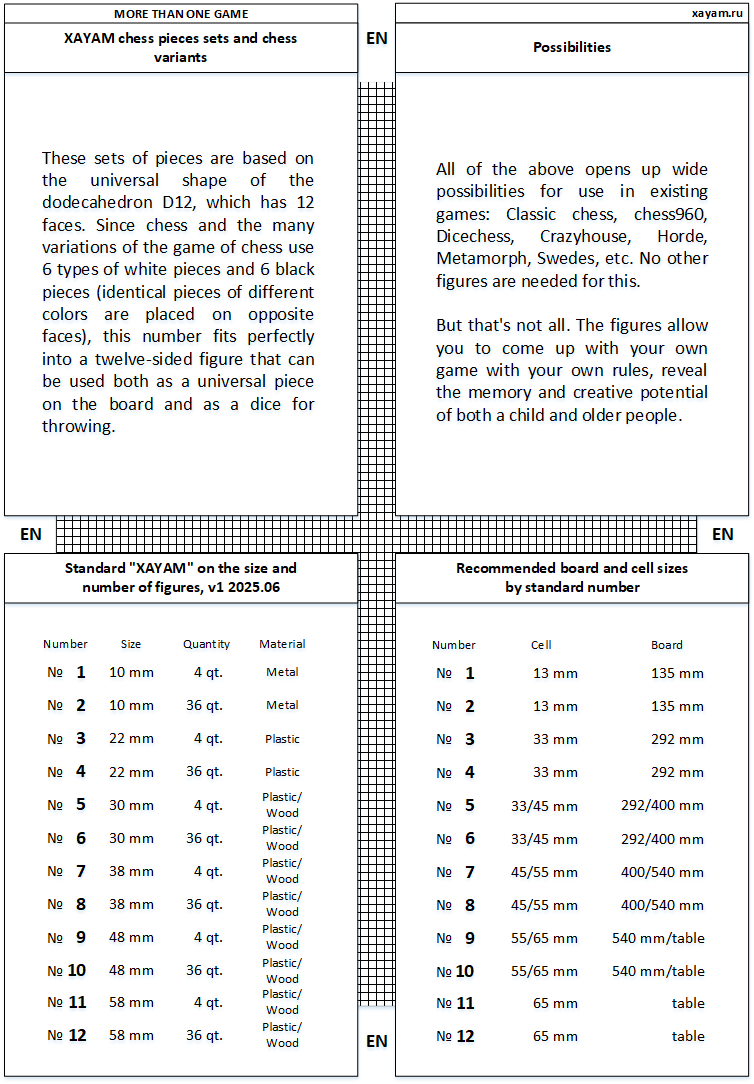 MORE THAN ONE GAME
XAYAM chess pieces sets and chess
variants
These sets of pieces are based on
the universal shape of the
dodecahedron D12, which has 12
faces. Since chess and the many
variations of the game of chess use
6 types of white pieces and 6 black
pieces (identical pieces of different
colors are placed on opposite
faces), this number fits perfectly
into a twelve-sided figure that can
be used both as a universal piece
on the board and as a dice for
throwing.
EN
xayam.ru
Possibilities
All of the above opens up wide
possibilities for use in existing
games: Classic chess, chess960,
Dicechess, Crazyhouse, Horde,
Metamorph, Swedes, etc. No other
figures are needed for this.
But that's not all. The figures allow
you to come up with your own
game with your own rules, reveal
the memory and creative potential
of both a child and older people.
EN
EN
Standard "XAYAM" on the size and
number of figures, v1 2025.06
Number Size Quantity Material
№ 1 10 mm 4 qt. Metal
№ 2 10 mm 36 qt. Metal
№ 3 22 mm 4 qt. Plastic
№ 4 22 mm 36 qt. Plastic
№ 5 30 mm 4 qt. Plastic/
Wood
№ 6 30 mm 36 qt. Plastic/
Wood
№ 7 38 mm 4 qt. Plastic/
Wood
№ 8 38 mm 36 qt. Plastic/
Wood
№ 9 48 mm 4 qt. Plastic/
Wood
№ 10 48 mm 36 qt. Plastic/
Wood
№ 11 58 mm 4 qt. Plastic/
Wood
№ 12 58 mm 36 qt. Plastic/
Wood
Recommended board and cell sizes
by standard number
Number Cell Board
№ 1 13 mm 135 mm
№ 2 13 mm 135 mm
№ 3 33 mm 292 mm
№ 4 33 mm 292 mm
№ 5 33/45 mm 292/400 mm
№ 6 33/45 mm 292/400 mm
№ 7 45/55 mm 400/540 mm
№ 8 45/55 mm 400/540 mm
№ 9 55/65 mm 540 mm/table
№ 10 55/65 mm 540 mm/table
№ 11 65 mm table
№ 12 65 mm table
EN